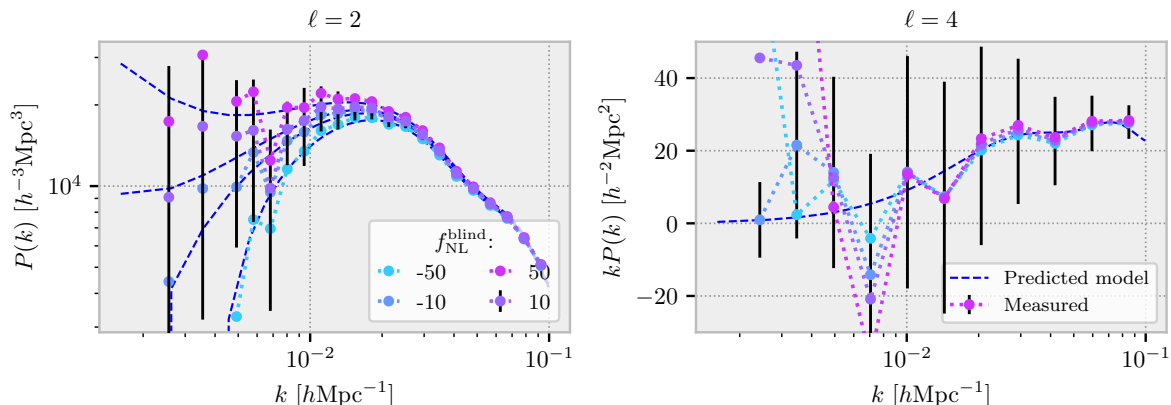 ℓ = 2
P(k) [h⁻³Mpc³]
10⁴
f_NL^blind:
-50 50
-10 10
10⁻² 10⁻¹
k [hMpc⁻¹]
ℓ = 4
kP(k) [h⁻²Mpc²]
40
20
0
−20
Predicted model
Measured
10⁻² 10⁻¹
k [hMpc⁻¹]